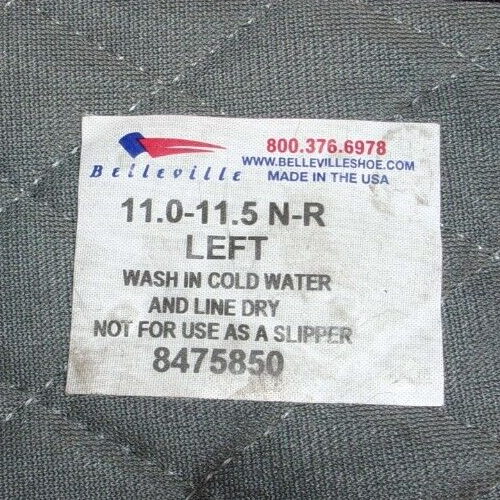 800.376.6978
Belleville
WWW.BELLEVILLESHOE.COM
MADE IN THE USA
11.0-11.5 N-R
LEFT
WASH IN COLD WATER
AND LINE DRY
NOT FOR USE AS A SLIPPER
8475850